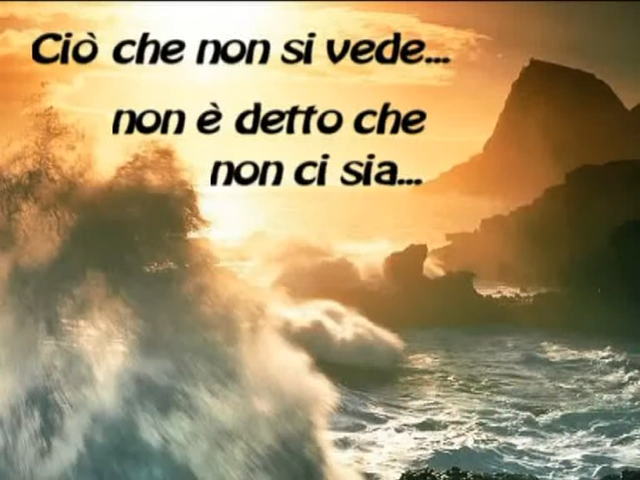 Ciò che non si vede...
non è detto che
non ci sia...